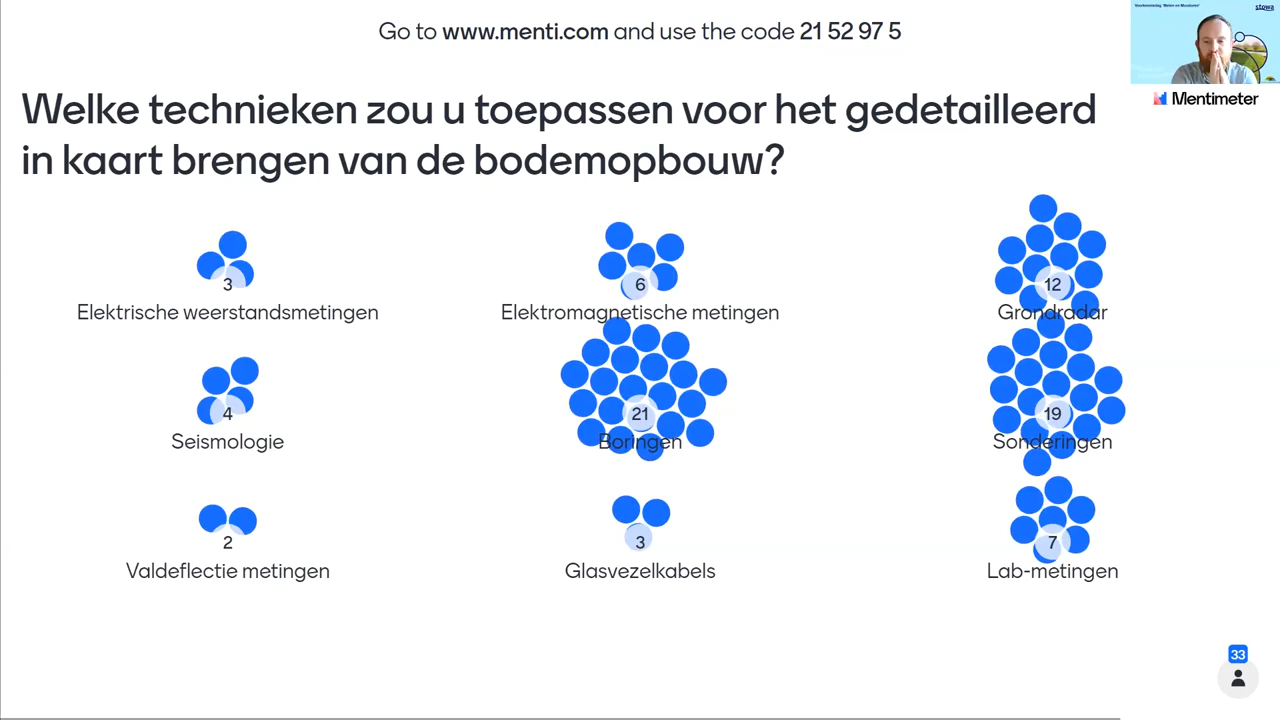 Go to www.menti.com and use the code 21 52 97 5
stowa
Mentimeter
Welke technieken zou u toepassen voor het gedetailleerd
in kaart brengen van de bodemopbouw?
3
Elektrische weerstandsmetingen
6
Elektromagnetische metingen
12
Grondradar
4
Seismologie
21
Boringen
19
Sonderingen
2
Valdeflectie metingen
3
Glasvezelkabels
7
Lab-metingen
33